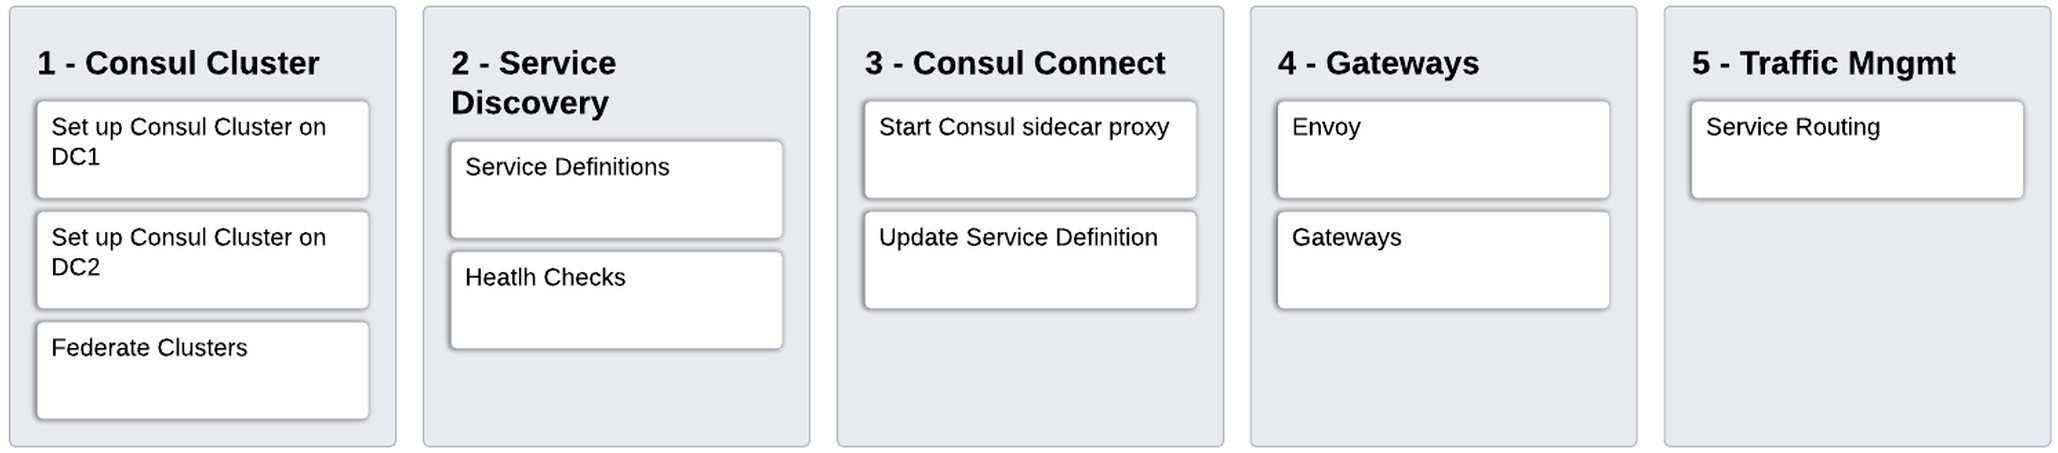 1 - Consul Cluster
Set up Consul Cluster on
DC1
Set up Consul Cluster on
DC2
Federate Clusters
2 - Service
Discovery
Service Definitions
Heatlh Checks
3 - Consul Connect
Start Consul sidecar proxy
Update Service Definition
4 - Gateways
Envoy
Gateways
5 - Traffic Mngmt
Service Routing